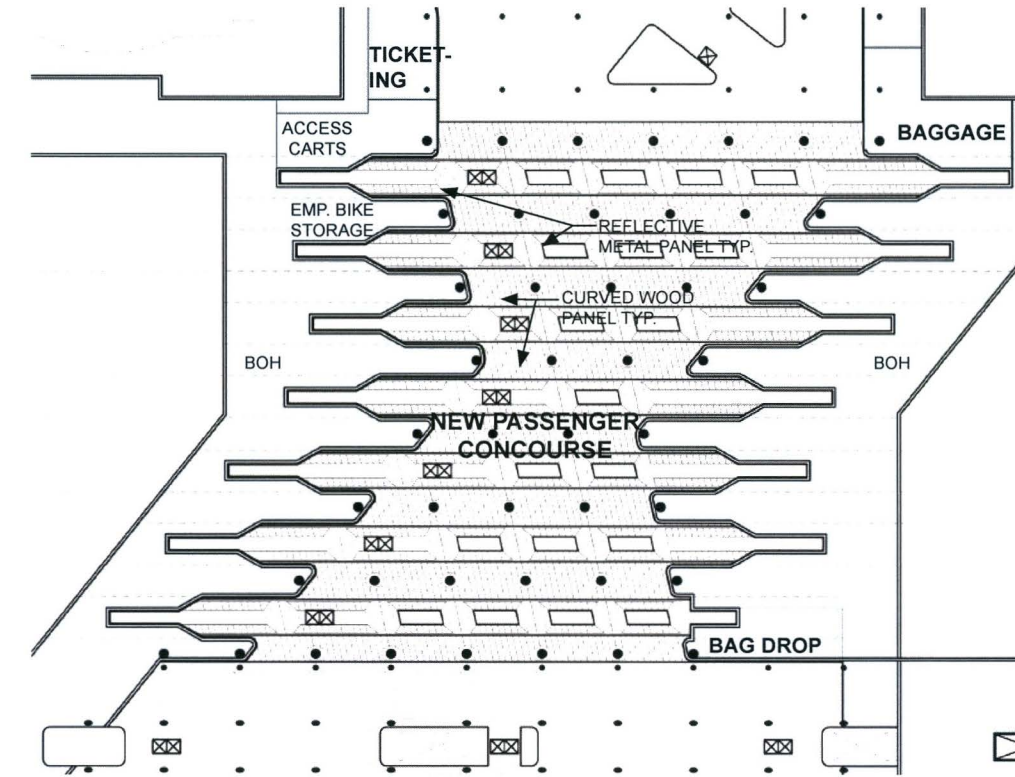 TICKET-
ING
ACCESS
CARTS
BAGGAGE
EMP. BIKE
STORAGE
REFLECTIVE
METAL PANEL TYP.
CURVED WOOD
PANEL TYP.
BOH
BOH
NEW PASSENGER
CONCOURSE
BAG DROP